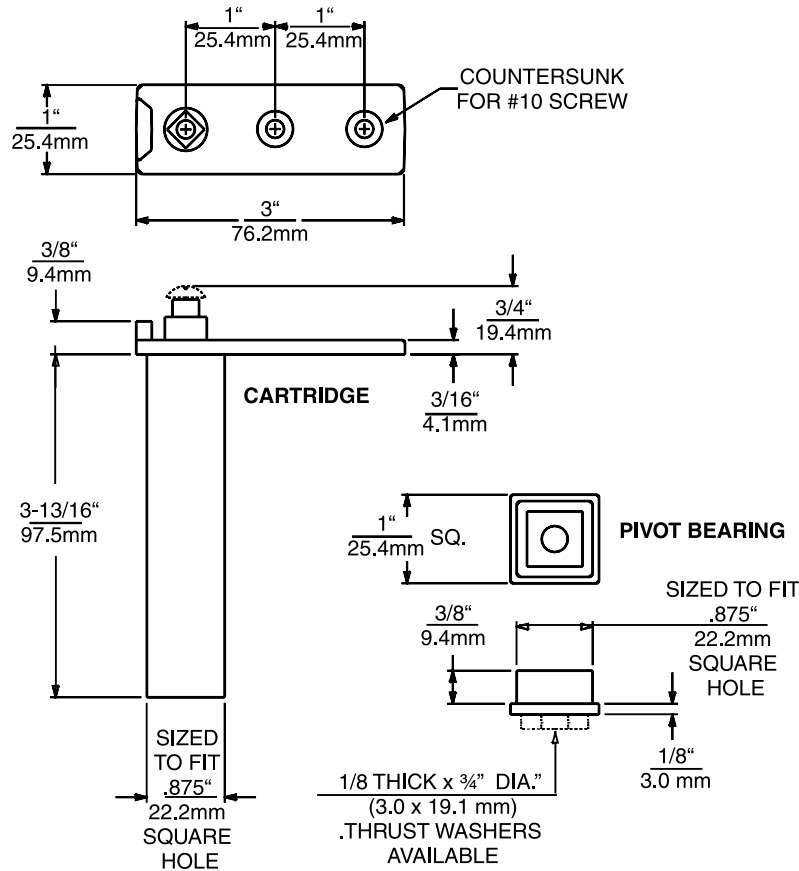 1“
25.4mm
1“
25.4mm
COUNTERSUNK
FOR #10 SCREW
1“
25.4mm
3“
76.2mm
3/8“
9.4mm
3/4“
19.4mm
CARTRIDGE
3/16“
4.1mm
3-13/16“
97.5mm
1“
25.4mm
SQ.
PIVOT BEARING
SIZED TO FIT
.875“
22.2mm
SQUARE
HOLE
3/8“
9.4mm
1/8“
3.0 mm
SIZED
TO FIT
.875“
22.2mm
SQUARE
HOLE
1/8 THICK x ¾” DIA.”
(3.0 x 19.1 mm)
.THRUST WASHERS
AVAILABLE